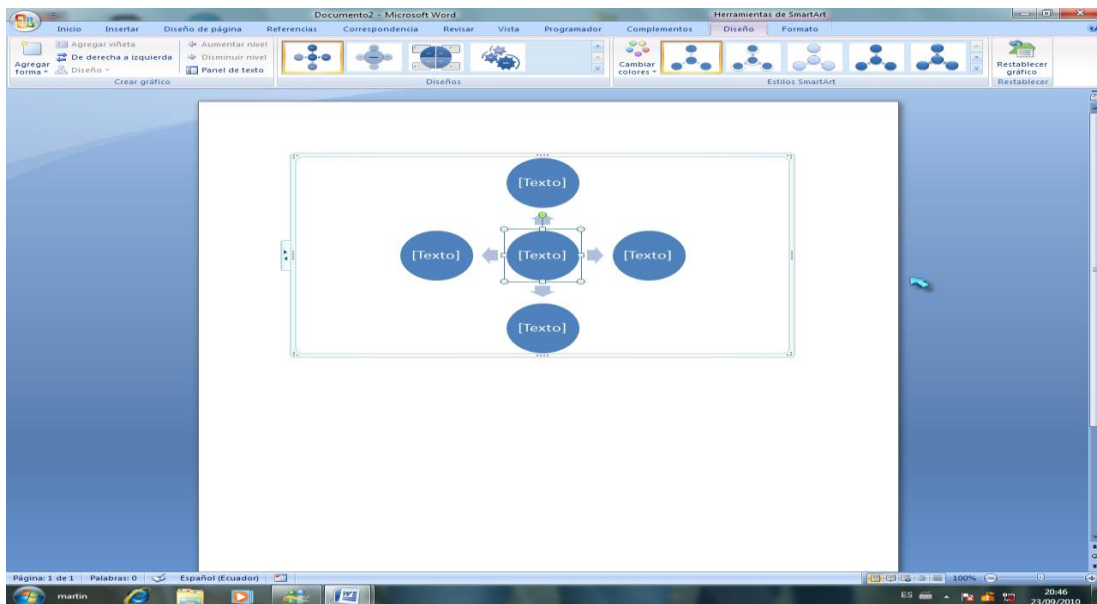 Documento2 - Microsoft Word
Herramientas de SmartArt
Inicio Insertar Diseño de página Referencias Correspondencia Revisar Vista Programador Complementos Diseño Formato
Agregar forma
Agregar viñeta
De derecha a izquierda
Diseño
Aumentar nivel
Disminuir nivel
Panel de texto
Cambiar colores
Restablecer gráfico
Crear gráfico Diseños Estilos SmartArt Restablecer
[Texto]
[Texto] [Texto] [Texto]
[Texto]
Página: 1 de 1 Palabras: 0 Español (Ecuador) 100%
martin ES 20:46
23/09/2010